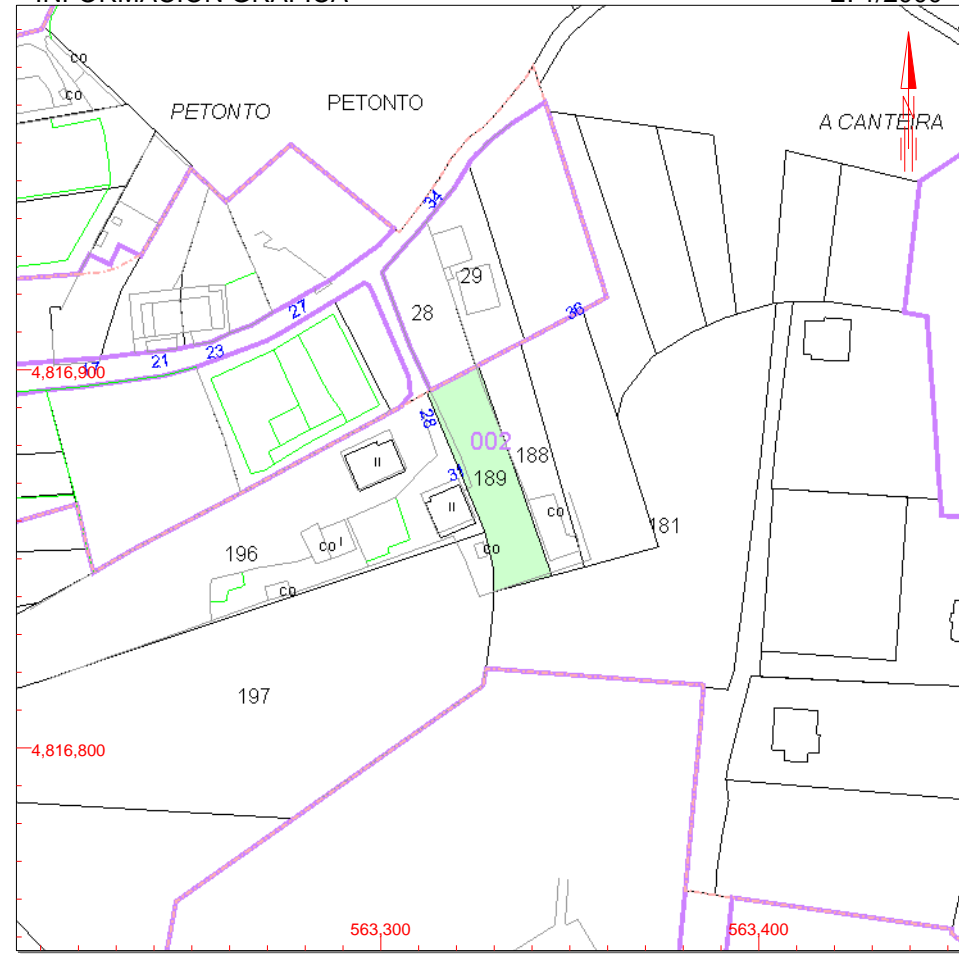 CO
CO
PETONTO
PETONTO
A CANTEIRA
N
34
29
27
28
36
17
21
23
4,816,900
28
002
II
31
189
188
II
CO
181
196
CO I
CO
CO
197
4,816,800
563,300
563,400